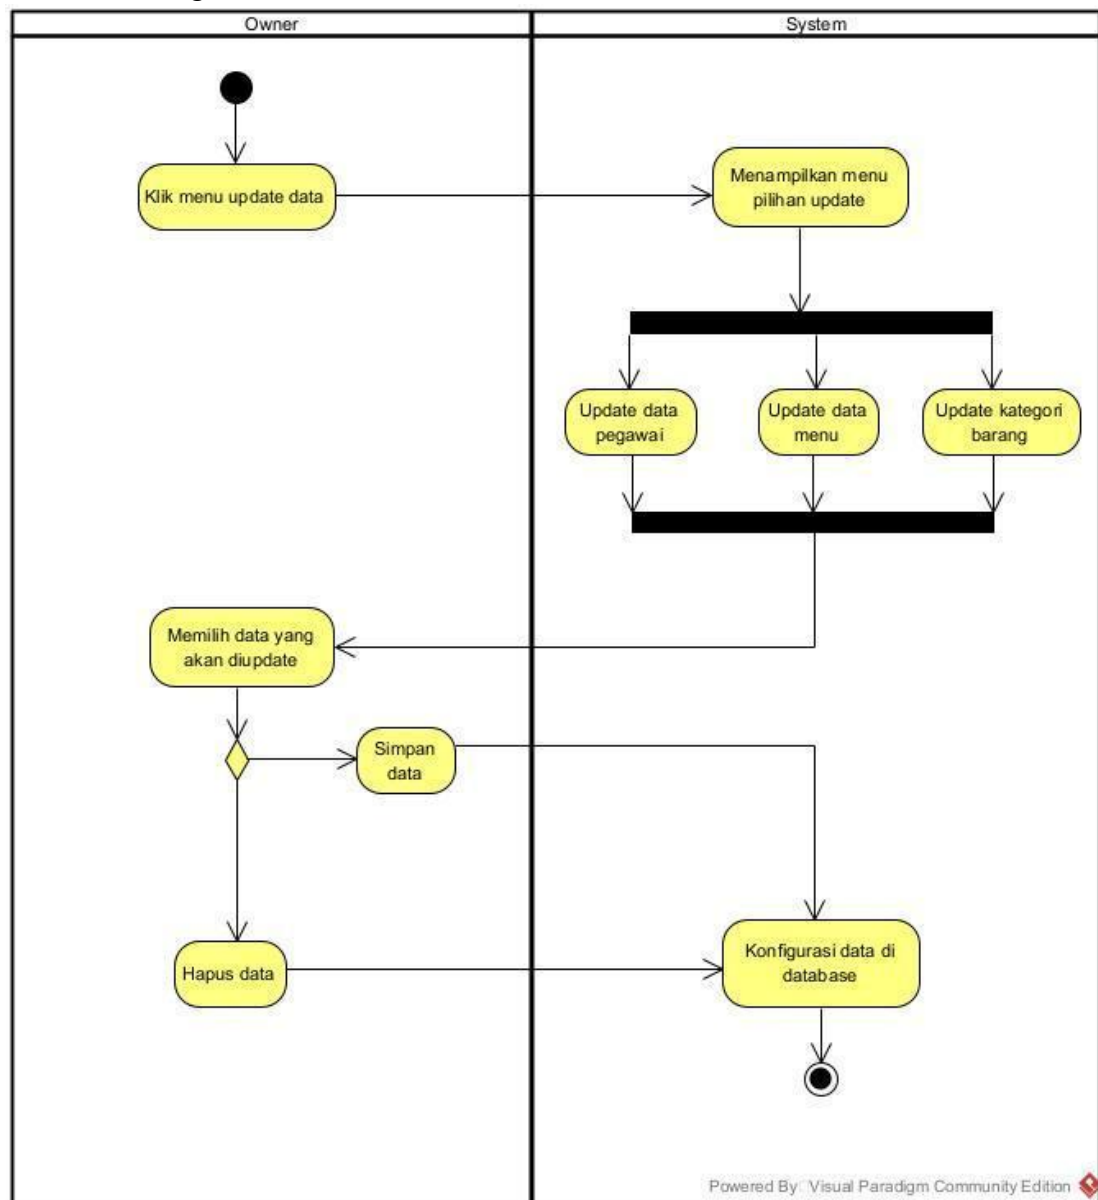 Owner
System
Klik menu update data
Menampilkan menu
pilihan update
Update data
pegawai
Update data
menu
Update kategori
barang
Memilih data yang
akan diupdate
Simpan
data
Hapus data
Konfigurasi data di
database
Powered By: Visual Paradigm Community Edition